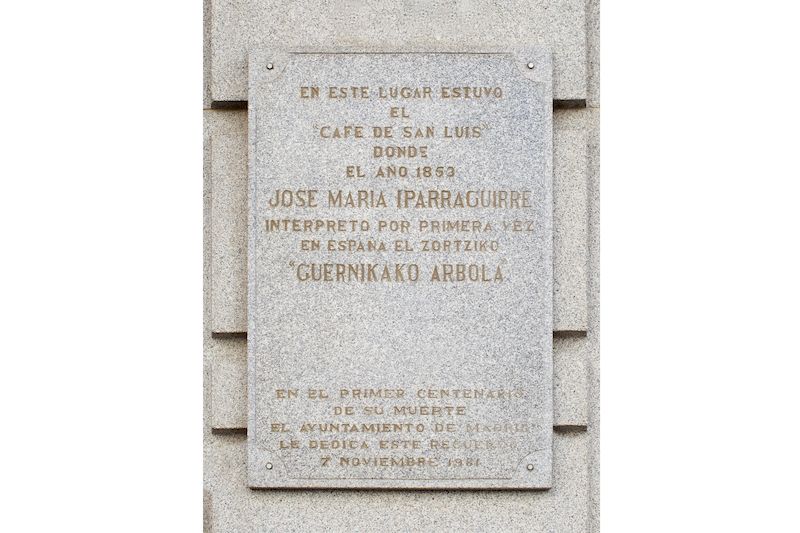 EN ESTE LUGAR ESTUVO
EL
"CAFE DE SAN LUIS"
DONDE
EL AÑO 1853
JOSE MARIA IPARRAGUIRRE
INTERPRETO POR PRIMERA VEZ
EN ESPAÑA EL ZORTZIKO
"GUERNIKAKO ARBOLA"
EN EL PRIMER CENTENARIO
DE SU MUERTE
EL AYUNTAMIENTO DE MADRID
LE DEDICA ESTE RECUERDO
7 NOVIEMBRE 1981